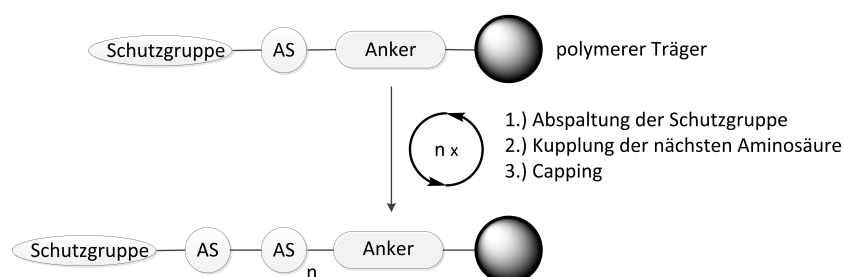 Schutzgruppe AS Anker polymerer Träger
n x
1.) Abspaltung der Schutzgruppe
2.) Kupplung der nächsten Aminosäure
3.) Capping
Schutzgruppe AS AS n Anker